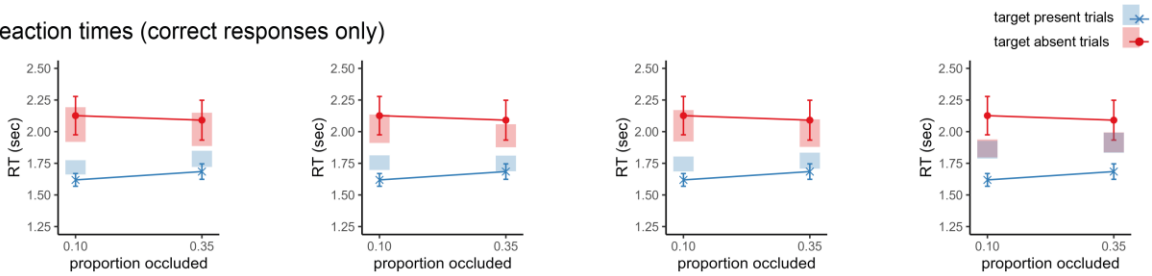 target present trials
target absent trials
eaction times (correct responses only)
2.50
2.25
2.00
1.75
1.50
1.25
RT (sec)
0.10 0.35
proportion occluded
2.50
2.25
2.00
1.75
1.50
1.25
RT (sec)
0.10 0.35
proportion occluded
2.50
2.25
2.00
1.75
1.50
1.25
RT (sec)
0.10 0.35
proportion occluded
2.50
2.25
2.00
1.75
1.50
1.25
RT (sec)
0.10 0.35
proportion occluded